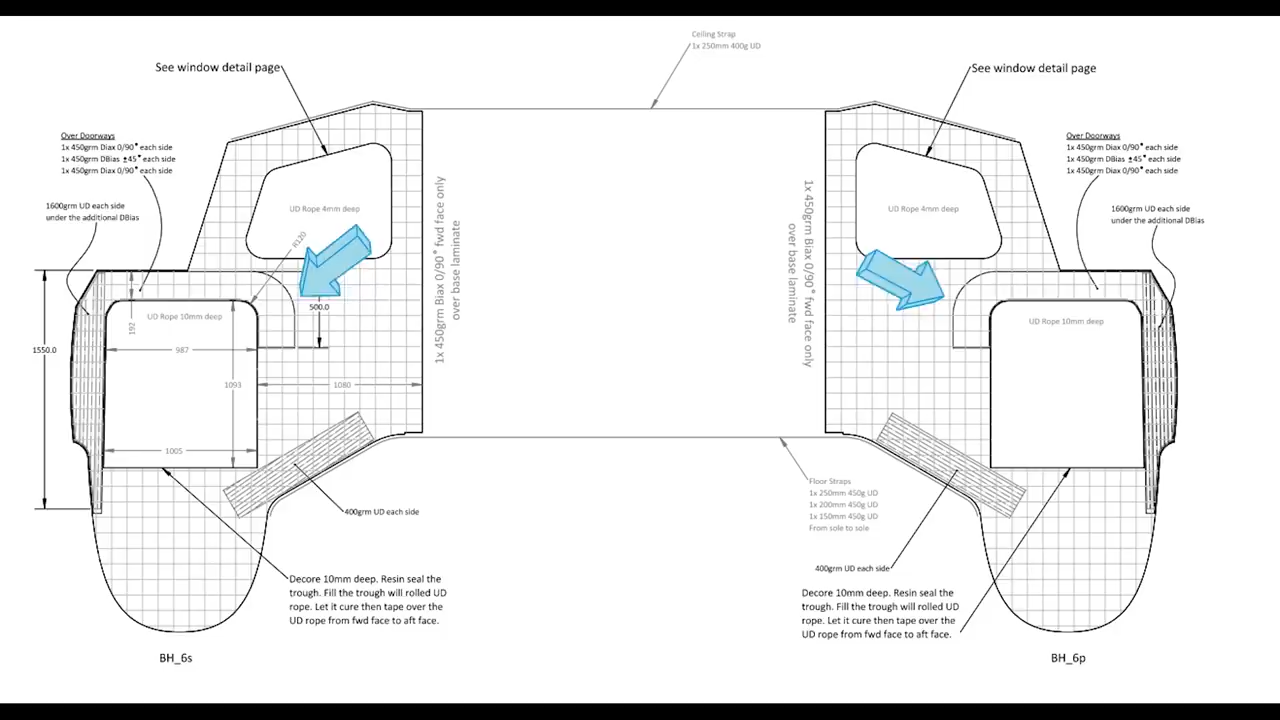 Ceiling Strap
1x 250mm 400g UD
See window detail page
See window detail page
Over Doorways
1x 450grm Diax 0/90° each side
1x 450grm DBias ±45° each side
1x 450grm Diax 0/90° each side
Over Doorways
1x 450grm Diax 0/90° each side
1x 450grm DBias ±45° each side
1x 450grm Diax 0/90° each side
1600grm UD each side
under the additional DBias
1600grm UD each side
under the additional DBias
UD Rope 4mm deep
UD Rope 4mm deep
R120
1x 450grm Biax 0/90° fwd face only
over base laminate
1x 450grm Biax 0/90° fwd face only
over base laminate
500.0
192
UD Rope 10mm deep
UD Rope 10mm deep
1550.0
987
1093
1080
1005
Floor Straps
1x 250mm 450g UD
1x 200mm 450g UD
1x 150mm 450g UD
From sole to sole
400grm UD each side
400grm UD each side
Decore 10mm deep. Resin seal the
trough. Fill the trough will rolled UD
rope. Let it cure then tape over the
UD rope from fwd face to aft face.
Decore 10mm deep. Resin seal the
trough. Fill the trough will rolled UD
rope. Let it cure then tape over the
UD rope from fwd face to aft face.
BH_6s
BH_6p